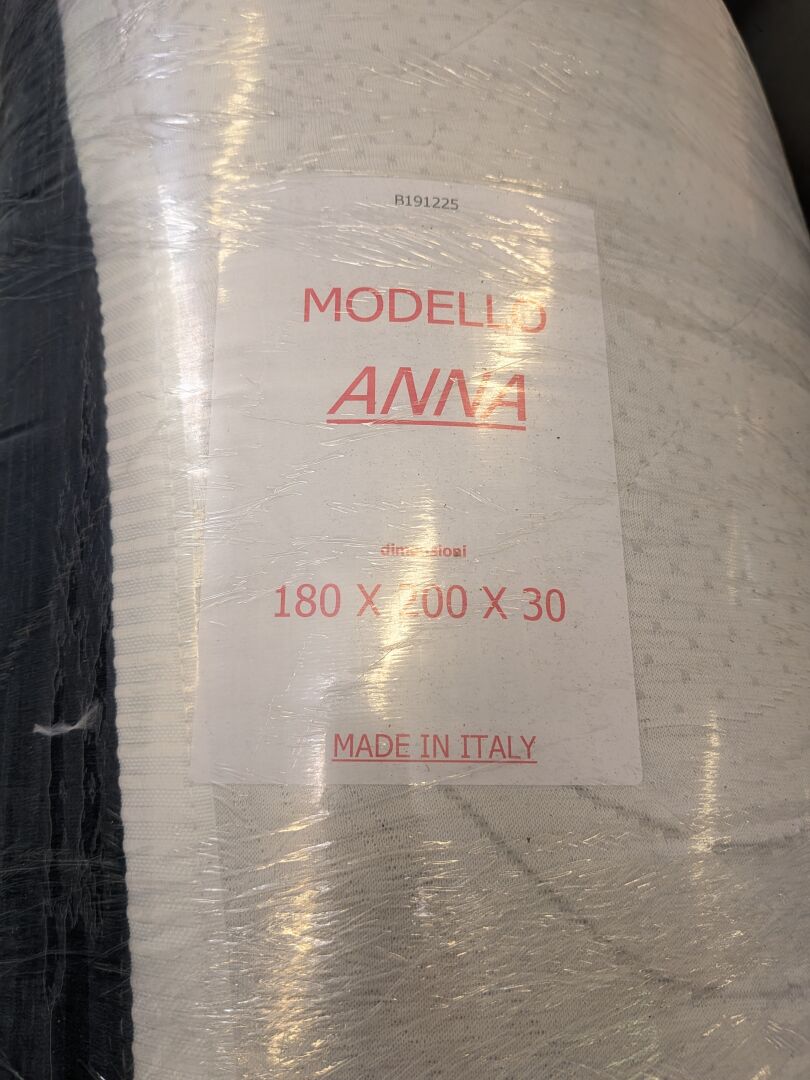 B191225
MODELLO
ANNA
dimensioni
180 X 200 X 30
MADE IN ITALY